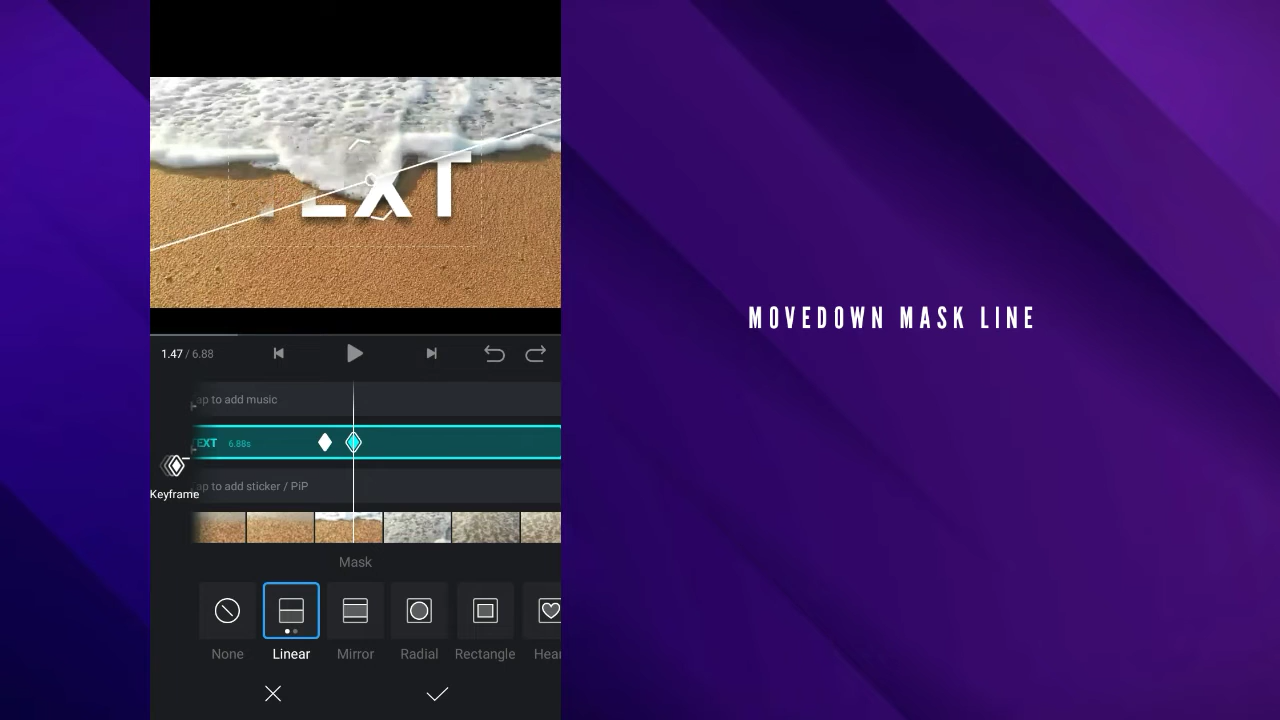 EXT
1.47 / 6.88
ap to add music
TEXT 6.88s
Keyframe
ap to add sticker / PiP
Mask
None
Linear
Mirror
Radial
Rectangle
Hear
MOVEDOWN MASK LINE